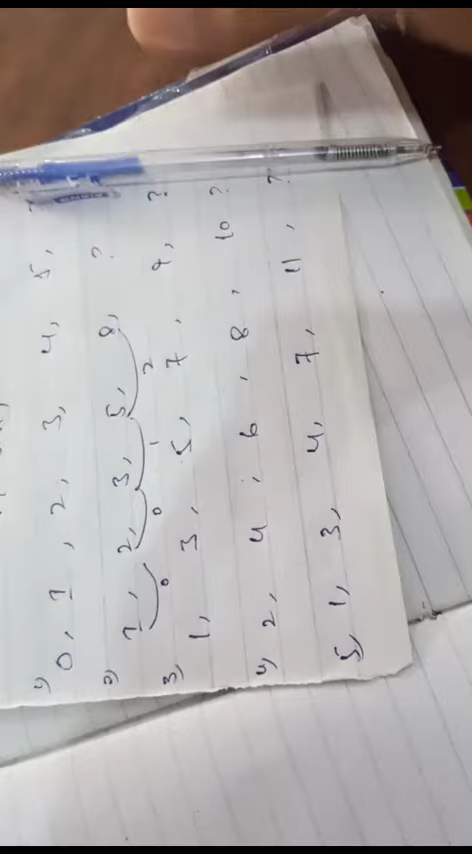 1) 0, 1, 2, 3, 4, 5, ?
2) 1, 2, 3, 5, 8, ?
0 0 1 2
3) 1, 3, 5, 7, 9, ?
4) 2, 4, 6, 8, 10 ?
5) 1, 3, 4, 7, 11, ?